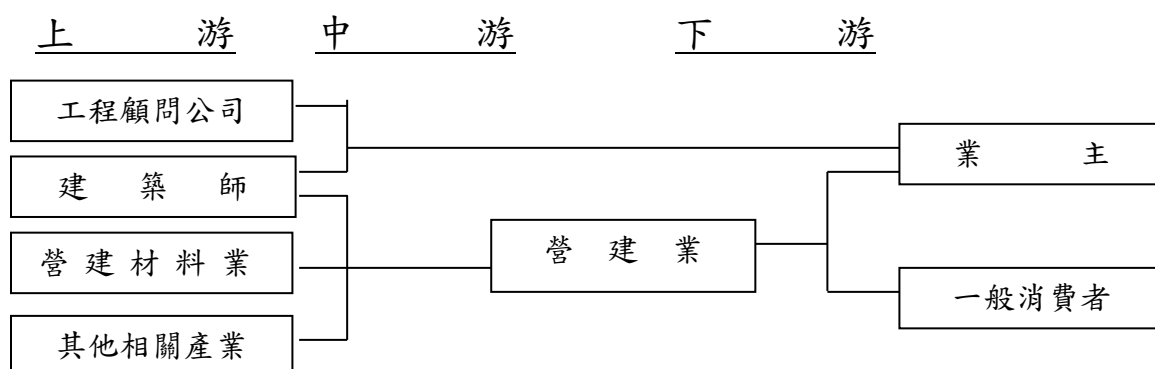 上游 中游 下游
工程顧問公司
業主
建築師
營建業
營建材料業
一般消費者
其他相關產業